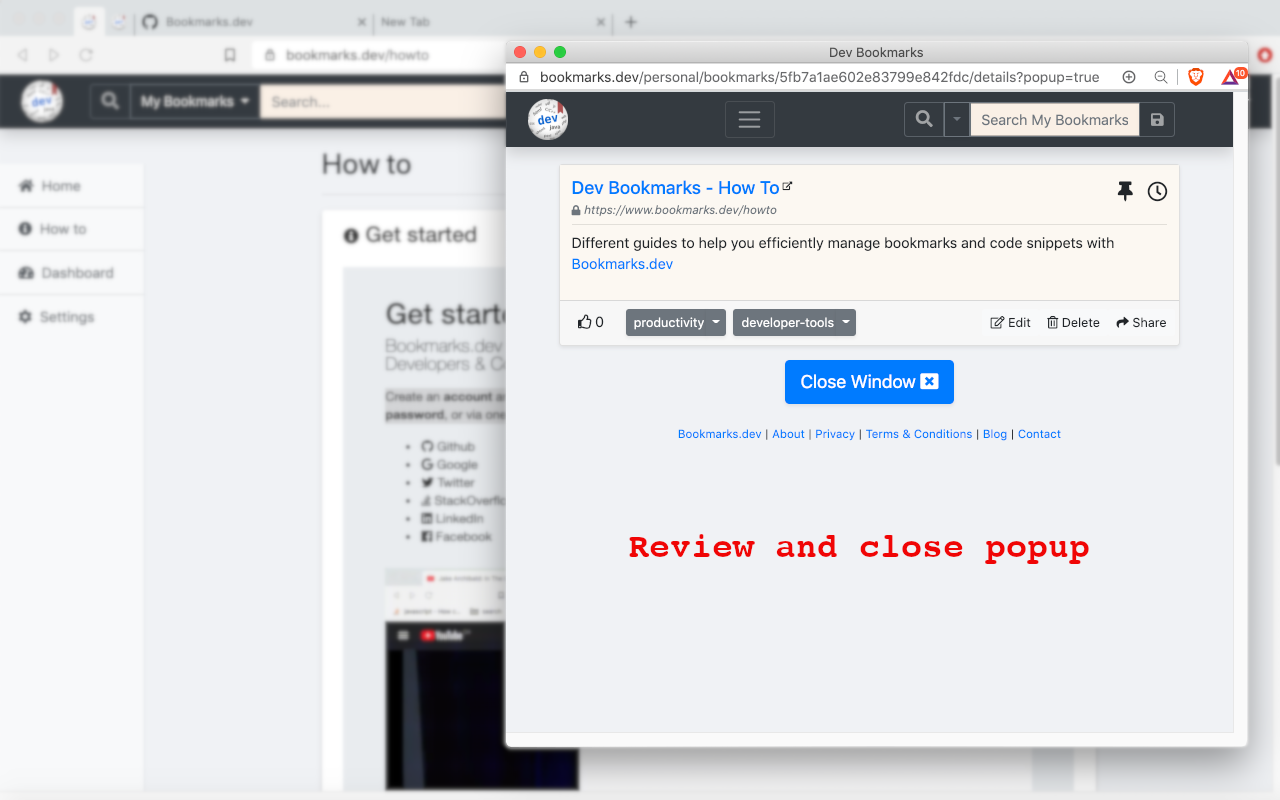 Bookmarks.dev
New Tab
bookmarks.dev/howto
dev
My Bookmarks
Search...
Home
How to
Dashboard
Settings
How to
Get started
Get starte
Bookmarks.dev
Developers & Co
Create an account
password, or via one
Github
Google
Twitter
StackOverflo
LinkedIn
Facebook
Dev Bookmarks
bookmarks.dev/personal/bookmarks/5fb7a1ae602e83799e842fdc/details?popup=true
10
dev
java
Search My Bookmarks
Dev Bookmarks - How To
https://www.bookmarks.dev/howto
Different guides to help you efficiently manage bookmarks and code snippets with
Bookmarks.dev
0 productivity developer-tools Edit Delete Share
Close Window
Bookmarks.dev | About | Privacy | Terms & Conditions | Blog | Contact
Review and close popup